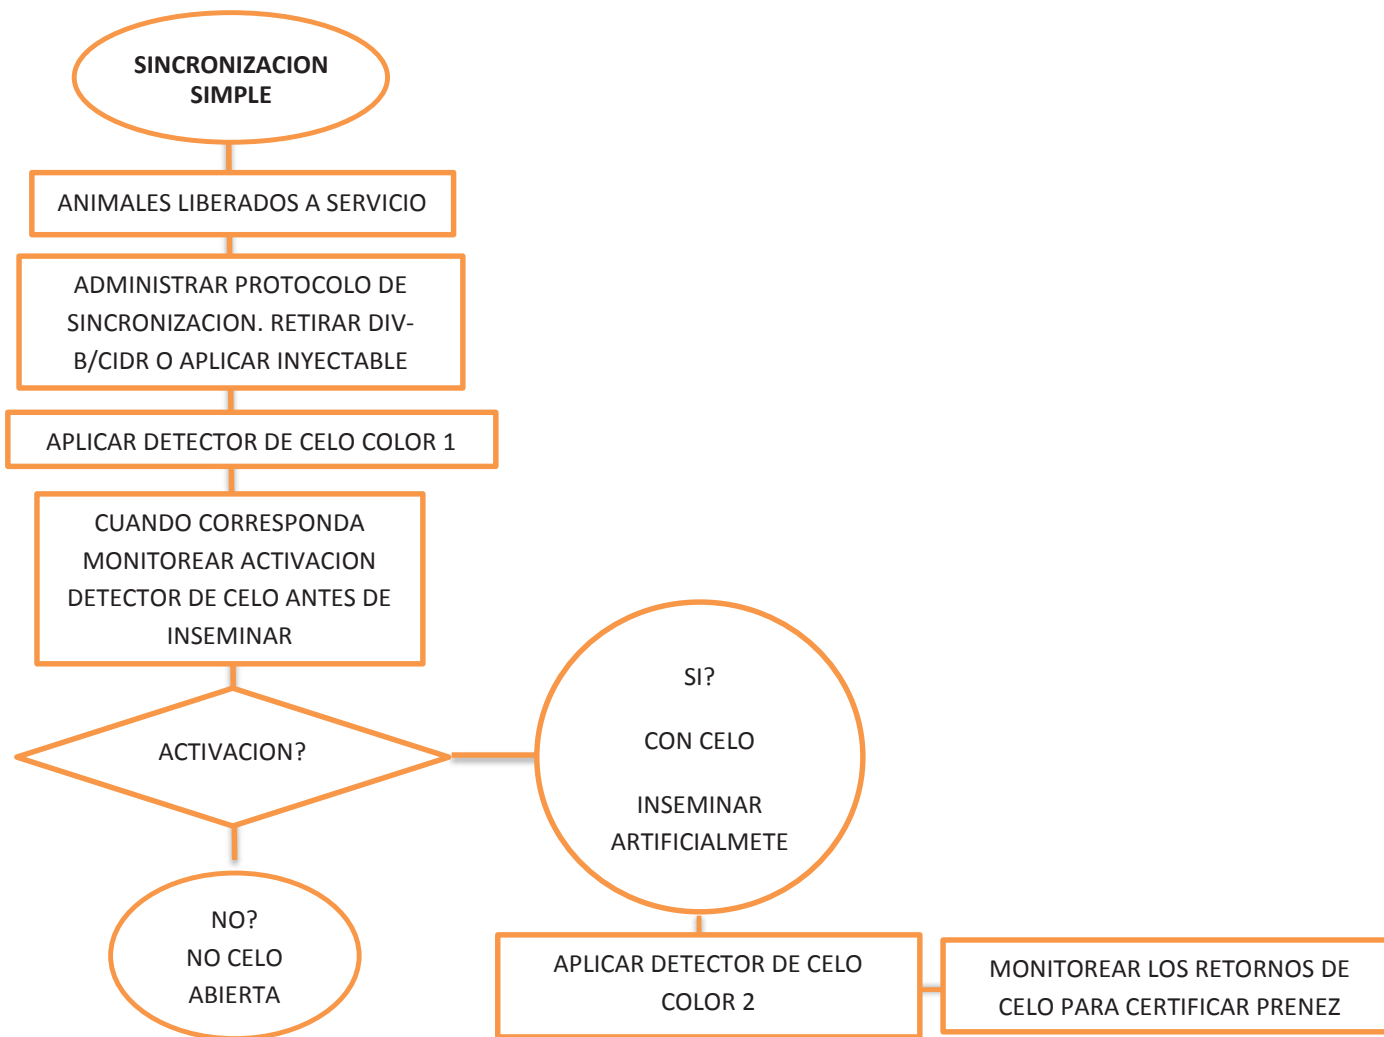 SINCRONIZACION
SIMPLE
ANIMALES LIBERADOS A SERVICIO
ADMINISTRAR PROTOCOLO DE
SINCRONIZACION. RETIRAR DIV-
B/CIDR O APLICAR INYECTABLE
APLICAR DETECTOR DE CELO COLOR 1
CUANDO CORRESPONDA
MONITOREAR ACTIVACION
DETECTOR DE CELO ANTES DE
INSEMINAR
ACTIVACION?
SI?
CON CELO
INSEMINAR
ARTIFICIALMETE
NO?
NO CELO
ABIERTA
APLICAR DETECTOR DE CELO
COLOR 2
MONITOREAR LOS RETORNOS DE
CELO PARA CERTIFICAR PRENEZ